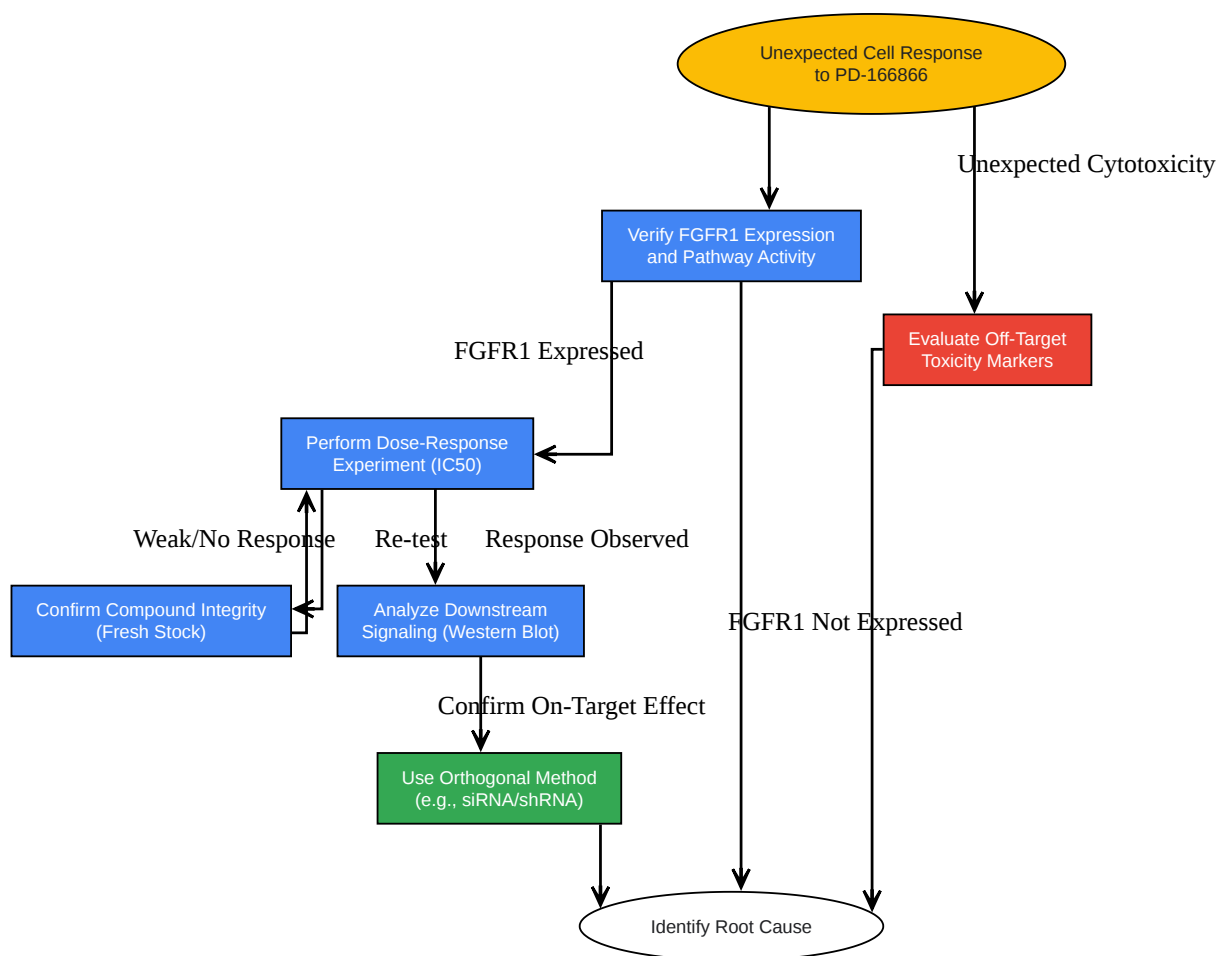 Unexpected Cell Response
to PD-166866
Unexpected Cytotoxicity
Verify FGFR1 Expression
and Pathway Activity
Evaluate Off-Target
Toxicity Markers
FGFR1 Expressed
Perform Dose-Response
Experiment (IC50)
Weak/No Response
Re-test
Response Observed
Confirm Compound Integrity
(Fresh Stock)
Analyze Downstream
Signaling (Western Blot)
FGFR1 Not Expressed
Confirm On-Target Effect
Use Orthogonal Method
(e.g., siRNA/shRNA)
Identify Root Cause